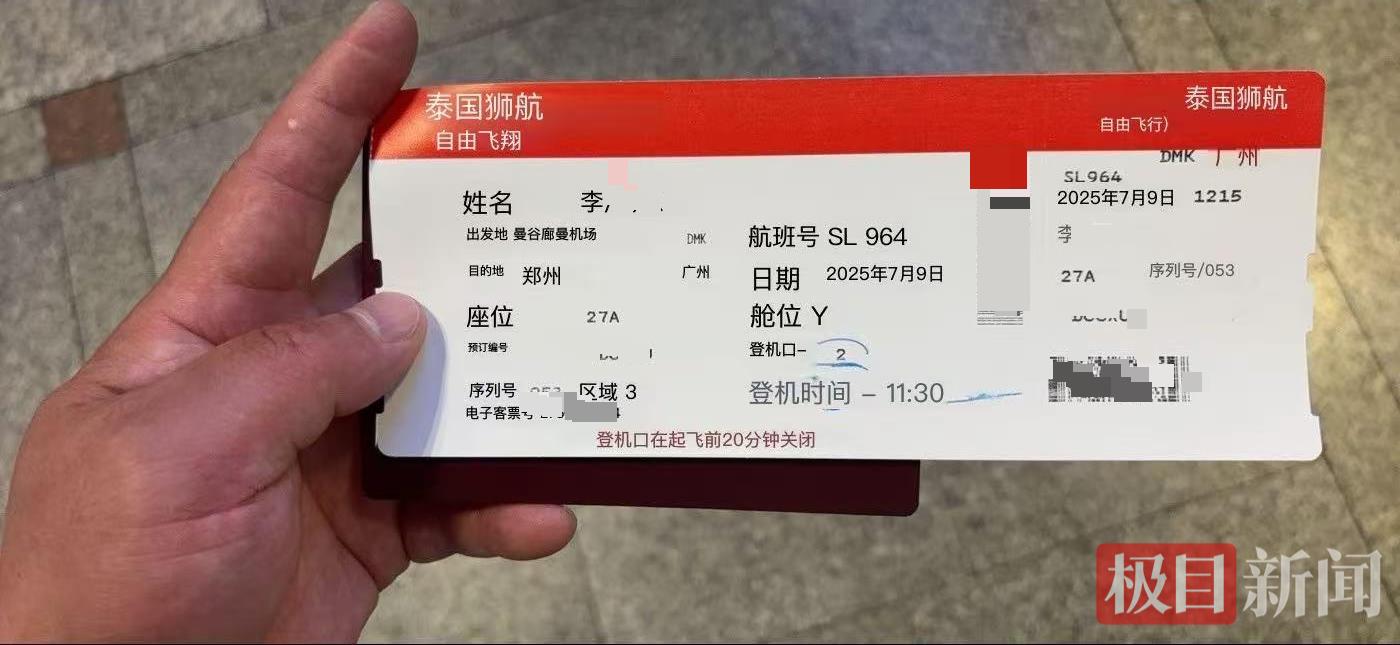 泰国狮航
自由飞翔
姓名 李
出发地 曼谷廊曼机场 DMK
目的地 郑州 广州
座位 27A
预订编号
序列号 区域 3
电子客票号
航班号 SL 964
日期 2025年7月9日
舱位 Y
登机口- 2
登机时间 - 11:30
登机口在起飞前20分钟关闭
泰国狮航
自由飞行)
DMK 广州
SL964
2025年7月9日 1215
李
27A 序列号/053
极目新闻